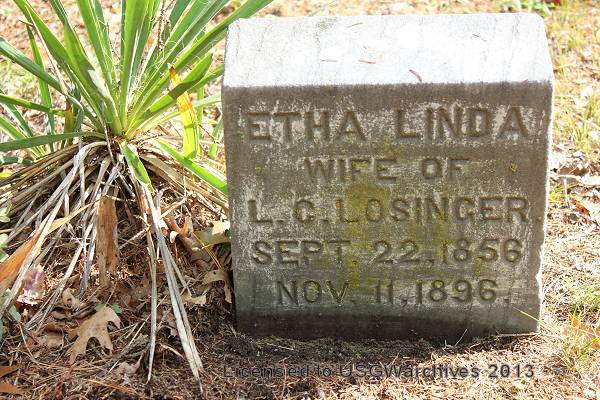 ETHA LINDA
WIFE OF
L.C. LOSINGER
SEPT. 22, 1856
NOV. 11, 1896.
Licensed to USGWarchives 2013